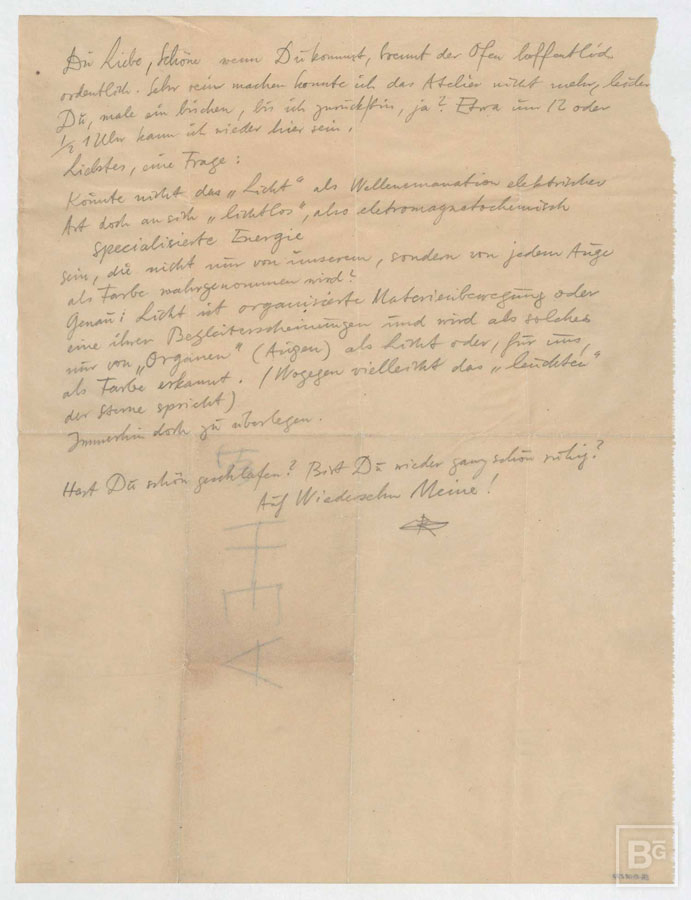 Du Liebe, Schöne wenn Du kommst, brennt der Ofen hoffentlich
ordentlich. Sehr rein machen konnte ich das Atelier nicht mehr, leider
Du, male ein bischen, bis ich zurück bin, ja? Etwa um 12 oder
½ 1 Uhr kann ich wieder hier sein.
Liebstes, eine Frage:
Könnte nicht das „Licht“ als Wellenemanation elektrischer
Art doch an sich „lichtlos“, also eletromagnetochemisch
specialisierte Energie
sein, die nicht nur von unserem, sondern von jedem Auge
als Farbe wahrgenommen wird?
Genau: Licht ist organisierte Materienbewegung oder
eine ihrer Begleiterscheinungen und wird als solches
nur von „Organen“ (Augen) als Licht oder, für uns,
als Farbe erkannt. (Wogegen vielleicht das „leuchten“
der Sterne spricht)
Immerhin doch zu überlegen.
Hast Du schön geschlafen? Bist Du wieder ganz schön ruhig?
Auf Wiedersehn Meine!
BG